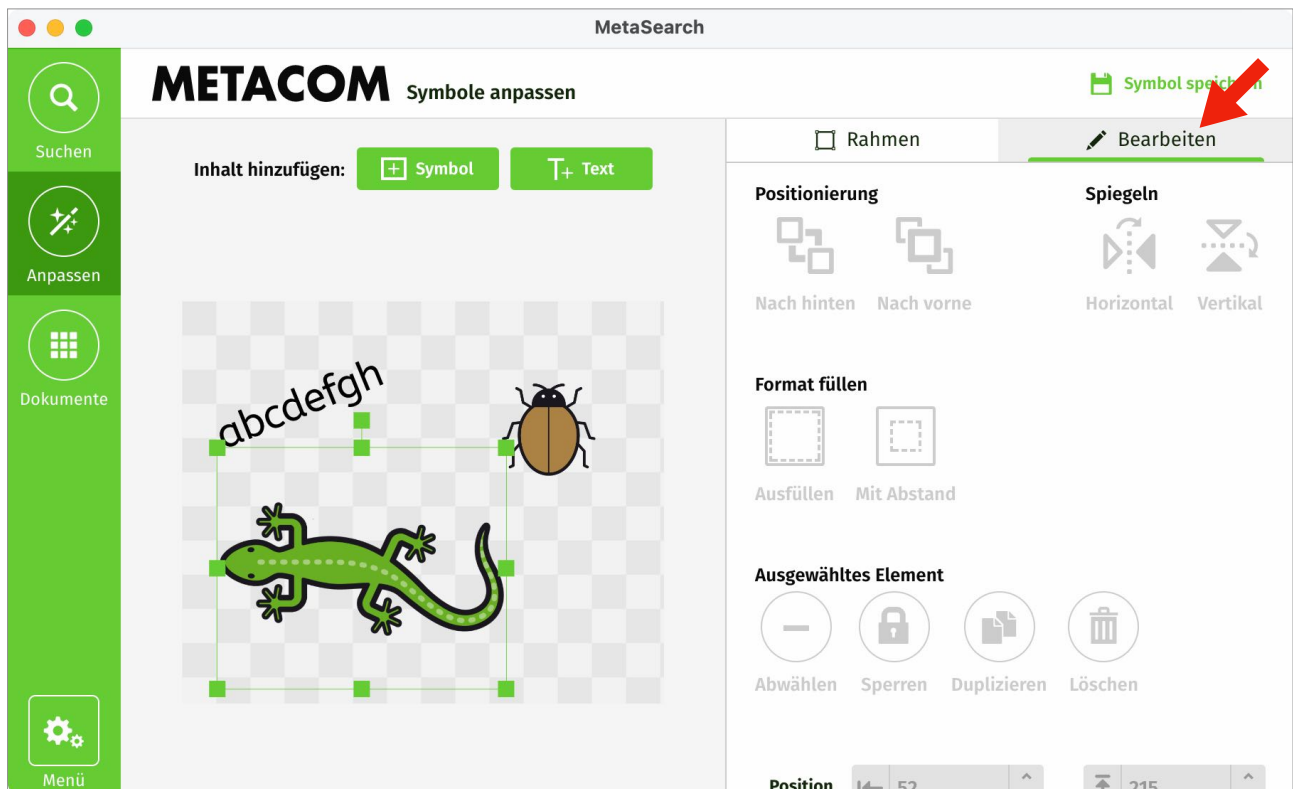 MetaSearch
METACOM Symbole anpassen
Symbol speichern
Suchen
Anpassen
Dokumente
Menü
Inhalt hinzufügen:
Symbol
Text
abcdefgh
Rahmen
Bearbeiten
Positionierung
Nach hinten
Nach vorne
Spiegeln
Horizontal
Vertikal
Format füllen
Ausfüllen
Mit Abstand
Ausgewähltes Element
Abwählen
Sperren
Duplizieren
Löschen
Position
52
215